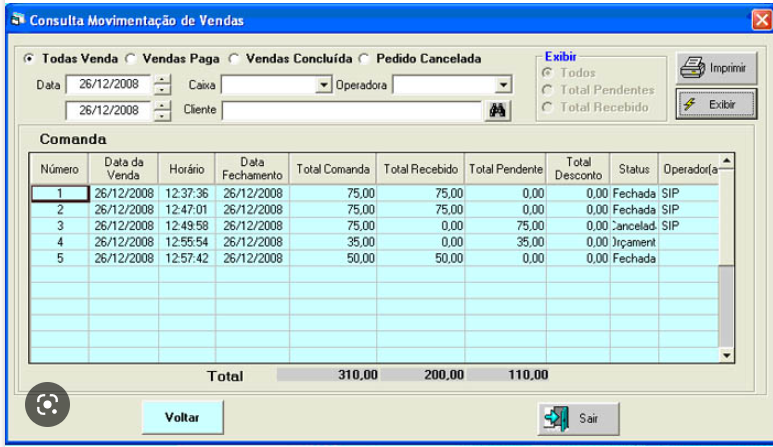 Consulta Movimentação de Vendas
Todas Venda Vendas Paga Vendas Concluída Pedido Cancelada
Exibir
Todos
Total Pendentes
Total Recebido
Imprimir
Exibir
Data 26/12/2008 Caixa Operadora
26/12/2008 Cliente
Comanda
Número Data da Venda Horário Data Fechamento Total Comanda Total Recebido Total Pendente Total Desconto Status Operador(a
1 26/12/2008 12:37:36 26/12/2008 75,00 75,00 0,00 0,00 Fechada SIP
2 26/12/2008 12:47:01 26/12/2008 75,00 75,00 0,00 0,00 Fechada SIP
3 26/12/2008 12:49:58 26/12/2008 75,00 0,00 75,00 0,00 Cancelad. SIP
4 26/12/2008 12:55:54 26/12/2008 35,00 0,00 35,00 0,00 Orçament
5 26/12/2008 12:57:42 26/12/2008 50,00 50,00 0,00 0,00 Fechada
Total 310,00 200,00 110,00
Voltar
Sair